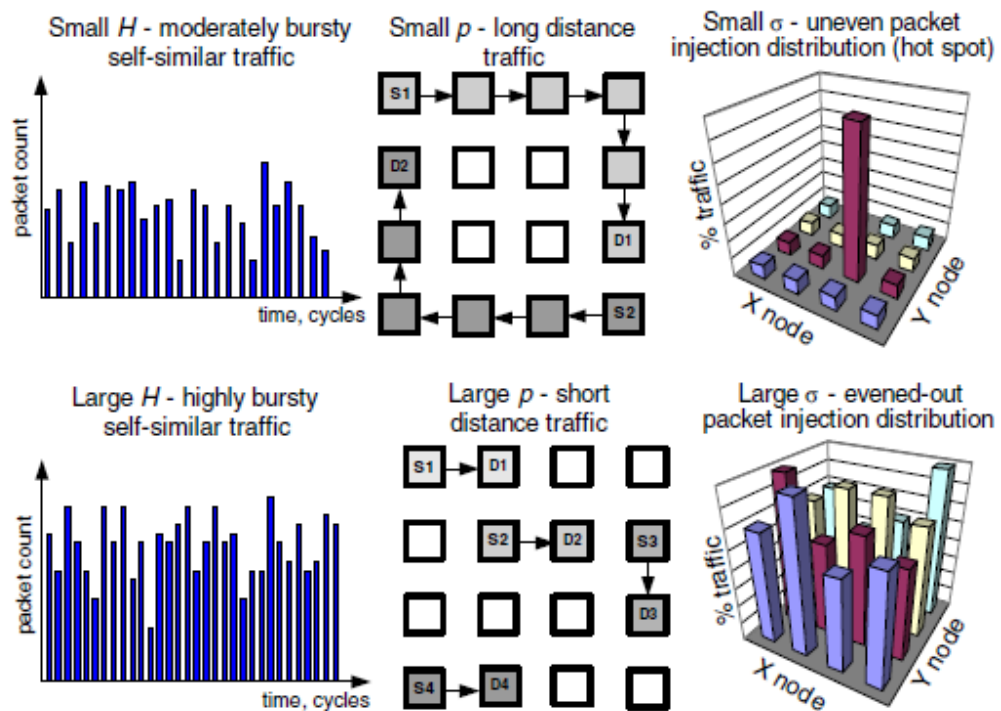 Small H - moderately bursty
self-similar traffic
packet count
time, cycles
Small p - long distance
traffic
S1
D2
D1
S2
Small σ - uneven packet
injection distribution (hot spot)
% traffic
X node
Y node
Large H - highly bursty
self-similar traffic
packet count
time, cycles
Large p - short
distance traffic
S1
D1
S2
D2
S3
D3
S4
D4
Large σ - evened-out
packet injection distribution
% traffic
X node
Y node